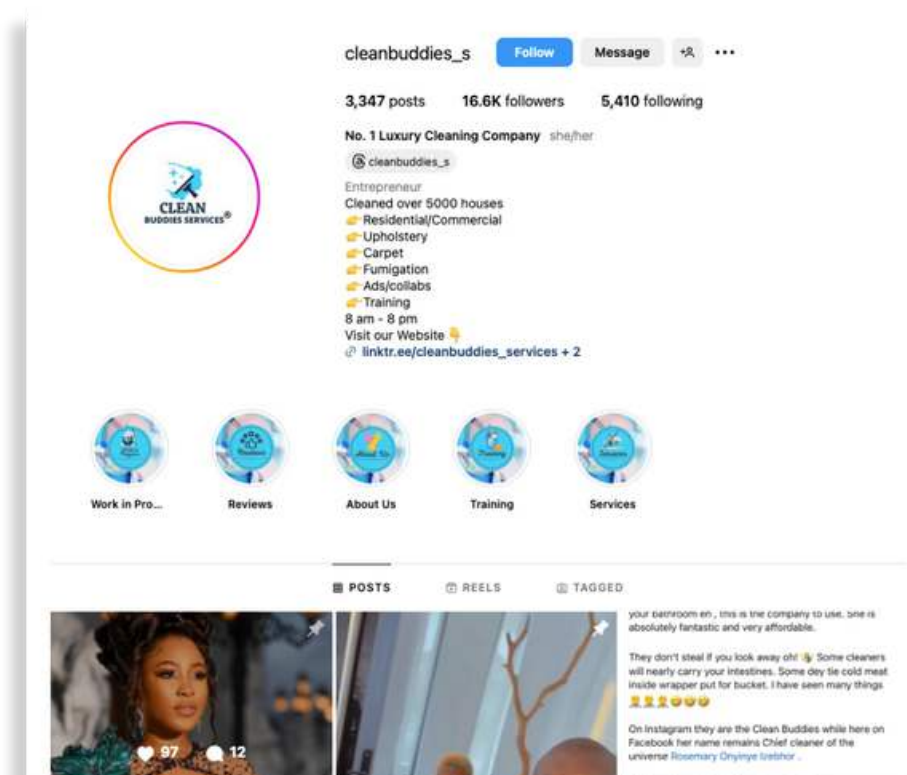 cleanbuddies_s Follow Message
3,347 posts 16.6K followers 5,410 following
No. 1 Luxury Cleaning Company she/her
cleanbuddies_s
Entrepreneur
Cleaned over 5000 houses
👉Residential/Commercial
👉Upholstery
👉Carpet
👉Fumigation
👉Ads/collabs
👉Training
8 am - 8 pm
Visit our Website 👇
linktr.ee/cleanbuddies_services + 2
CLEAN
BUDDIES SERVICES®
Reviews About Us Training Services
Work in Pro... Reviews About Us Training Services
POSTS REELS TAGGED
97 12
your bathroom en , this is the company to use. She is
absolutely fantastic and very affordable.
They don't steal if you look away oh! Some cleaners
will nearly carry your intestines. Some dey tie cold meat
inside wrapper put for bucket. I have seen many things
On Instagram they are the Clean Buddies while here on
Facebook her name remains Chief cleaner of the
universe Rosemary Onyinye Izebhor .